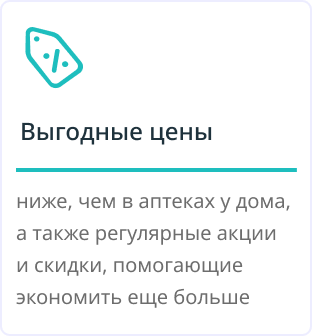 Выгодные цены
ниже, чем в аптеках у дома,
а также регулярные акции
и скидки, помогающие
экономить еще больше